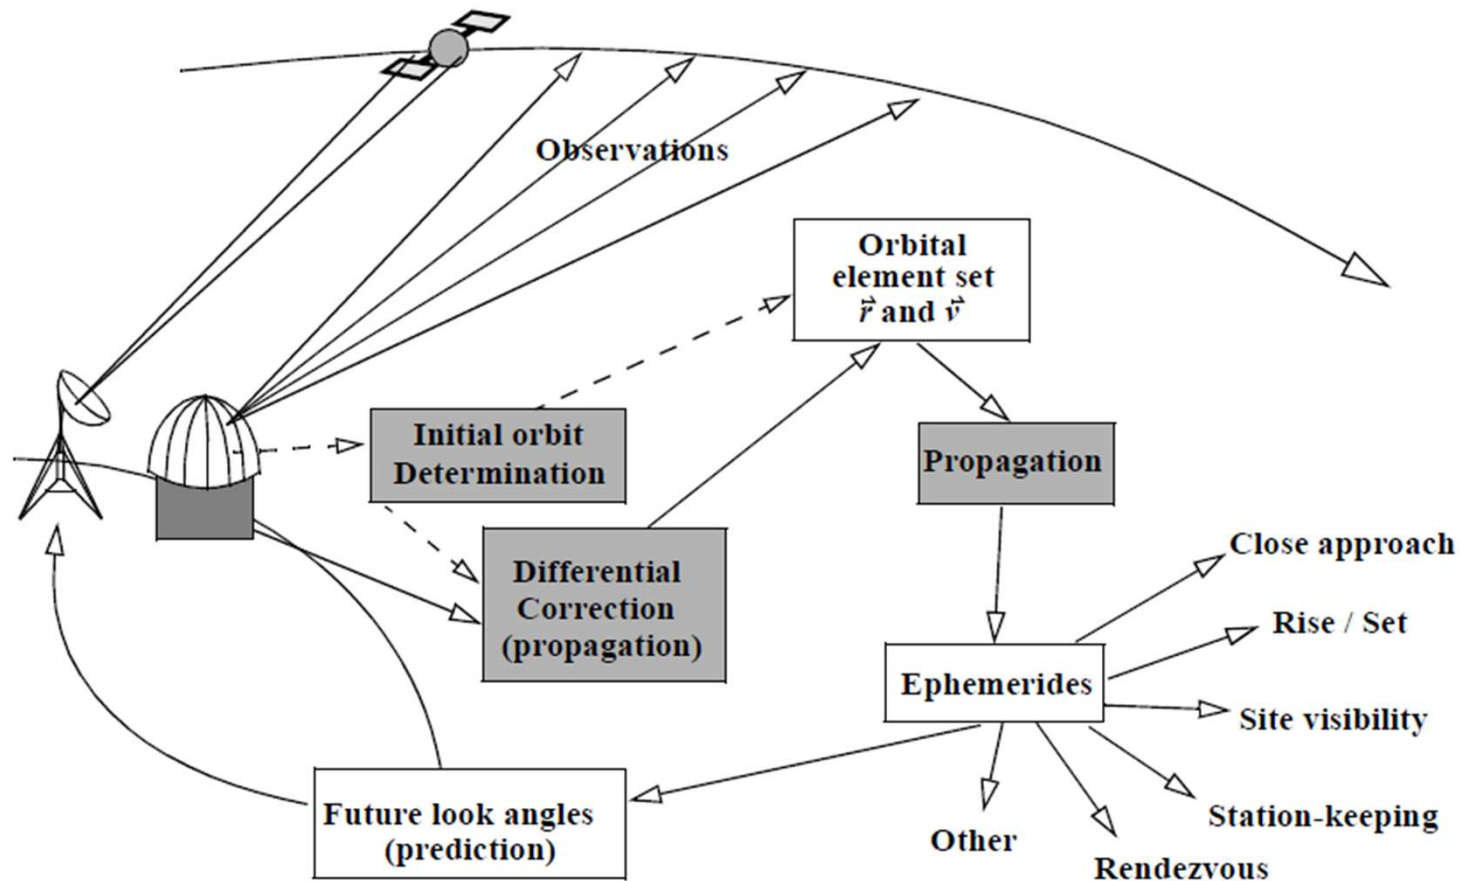 Observations
Orbital
element set
r⃗ and v⃗
Initial orbit
Determination
Propagation
Differential
Correction
(propagation)
Close approach
Rise / Set
Ephemerides
Site visibility
Station-keeping
Future look angles
(prediction)
Other
Rendezvous